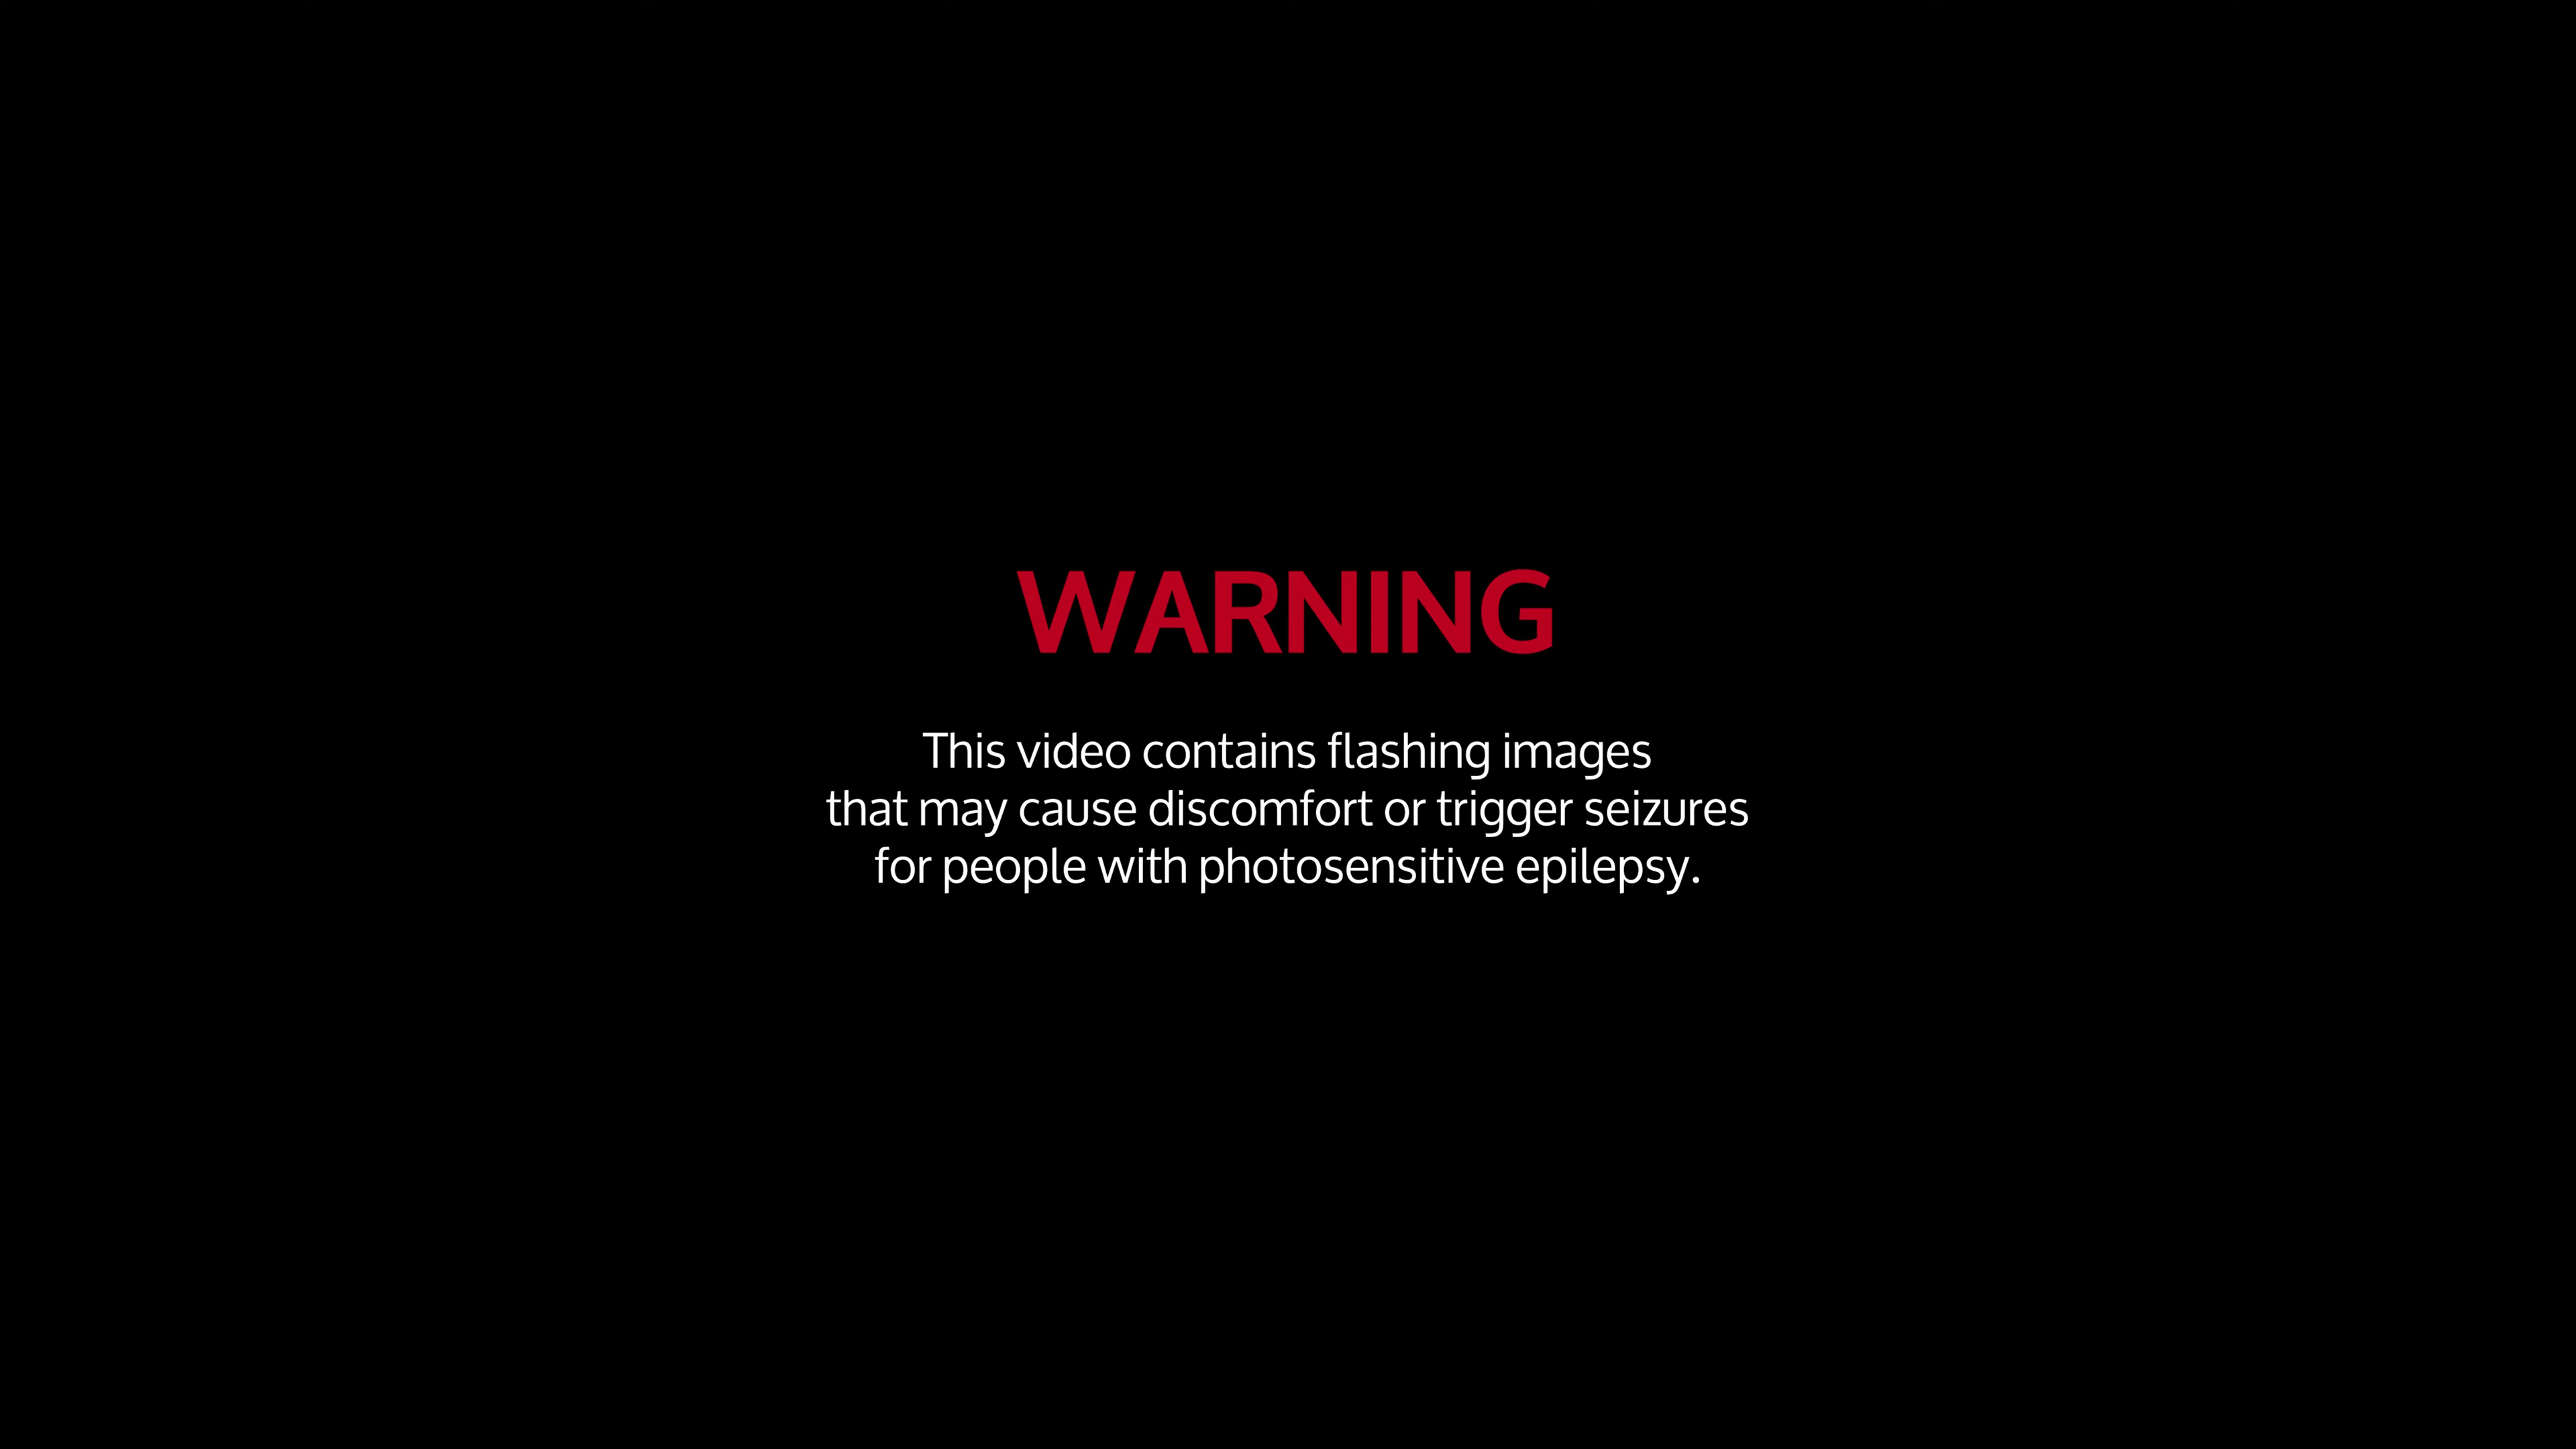 WARNING
This video contains flashing images
that may cause discomfort or trigger seizures
for people with photosensitive epilepsy.